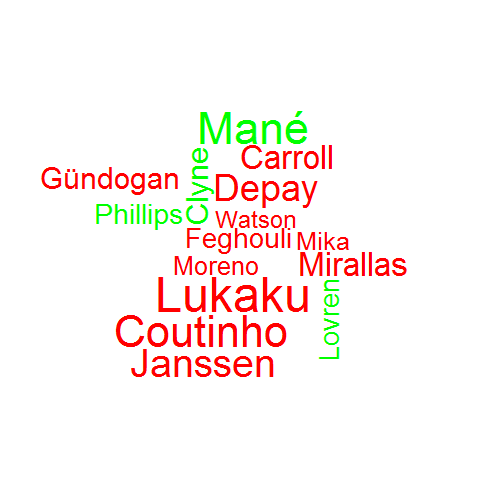 Mané
Carroll
Gündogan
Clyne
Depay
Phillips
Watson
Feghouli
Mika
Moreno
Mirallas
Lukaku
Lovren
Coutinho
Janssen